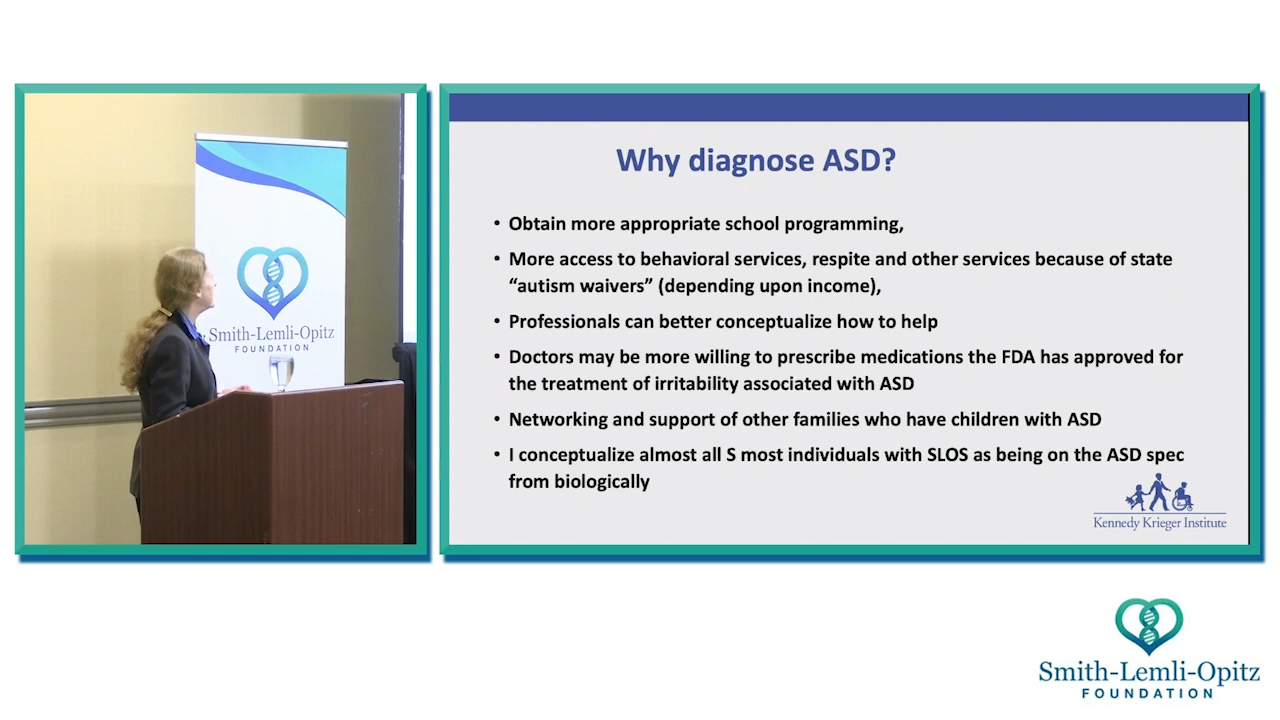 Smith-Lemli-Opitz
FOUNDATION
Why diagnose ASD?
• Obtain more appropriate school programming,
• More access to behavioral services, respite and other services because of state
“autism waivers” (depending upon income),
• Professionals can better conceptualize how to help
• Doctors may be more willing to prescribe medications the FDA has approved for
the treatment of irritability associated with ASD
• Networking and support of other families who have children with ASD
• I conceptualize almost all S most individuals with SLOS as being on the ASD spec
from biologically
Kennedy Krieger Institute
Smith-Lemli-Opitz
FOUNDATION